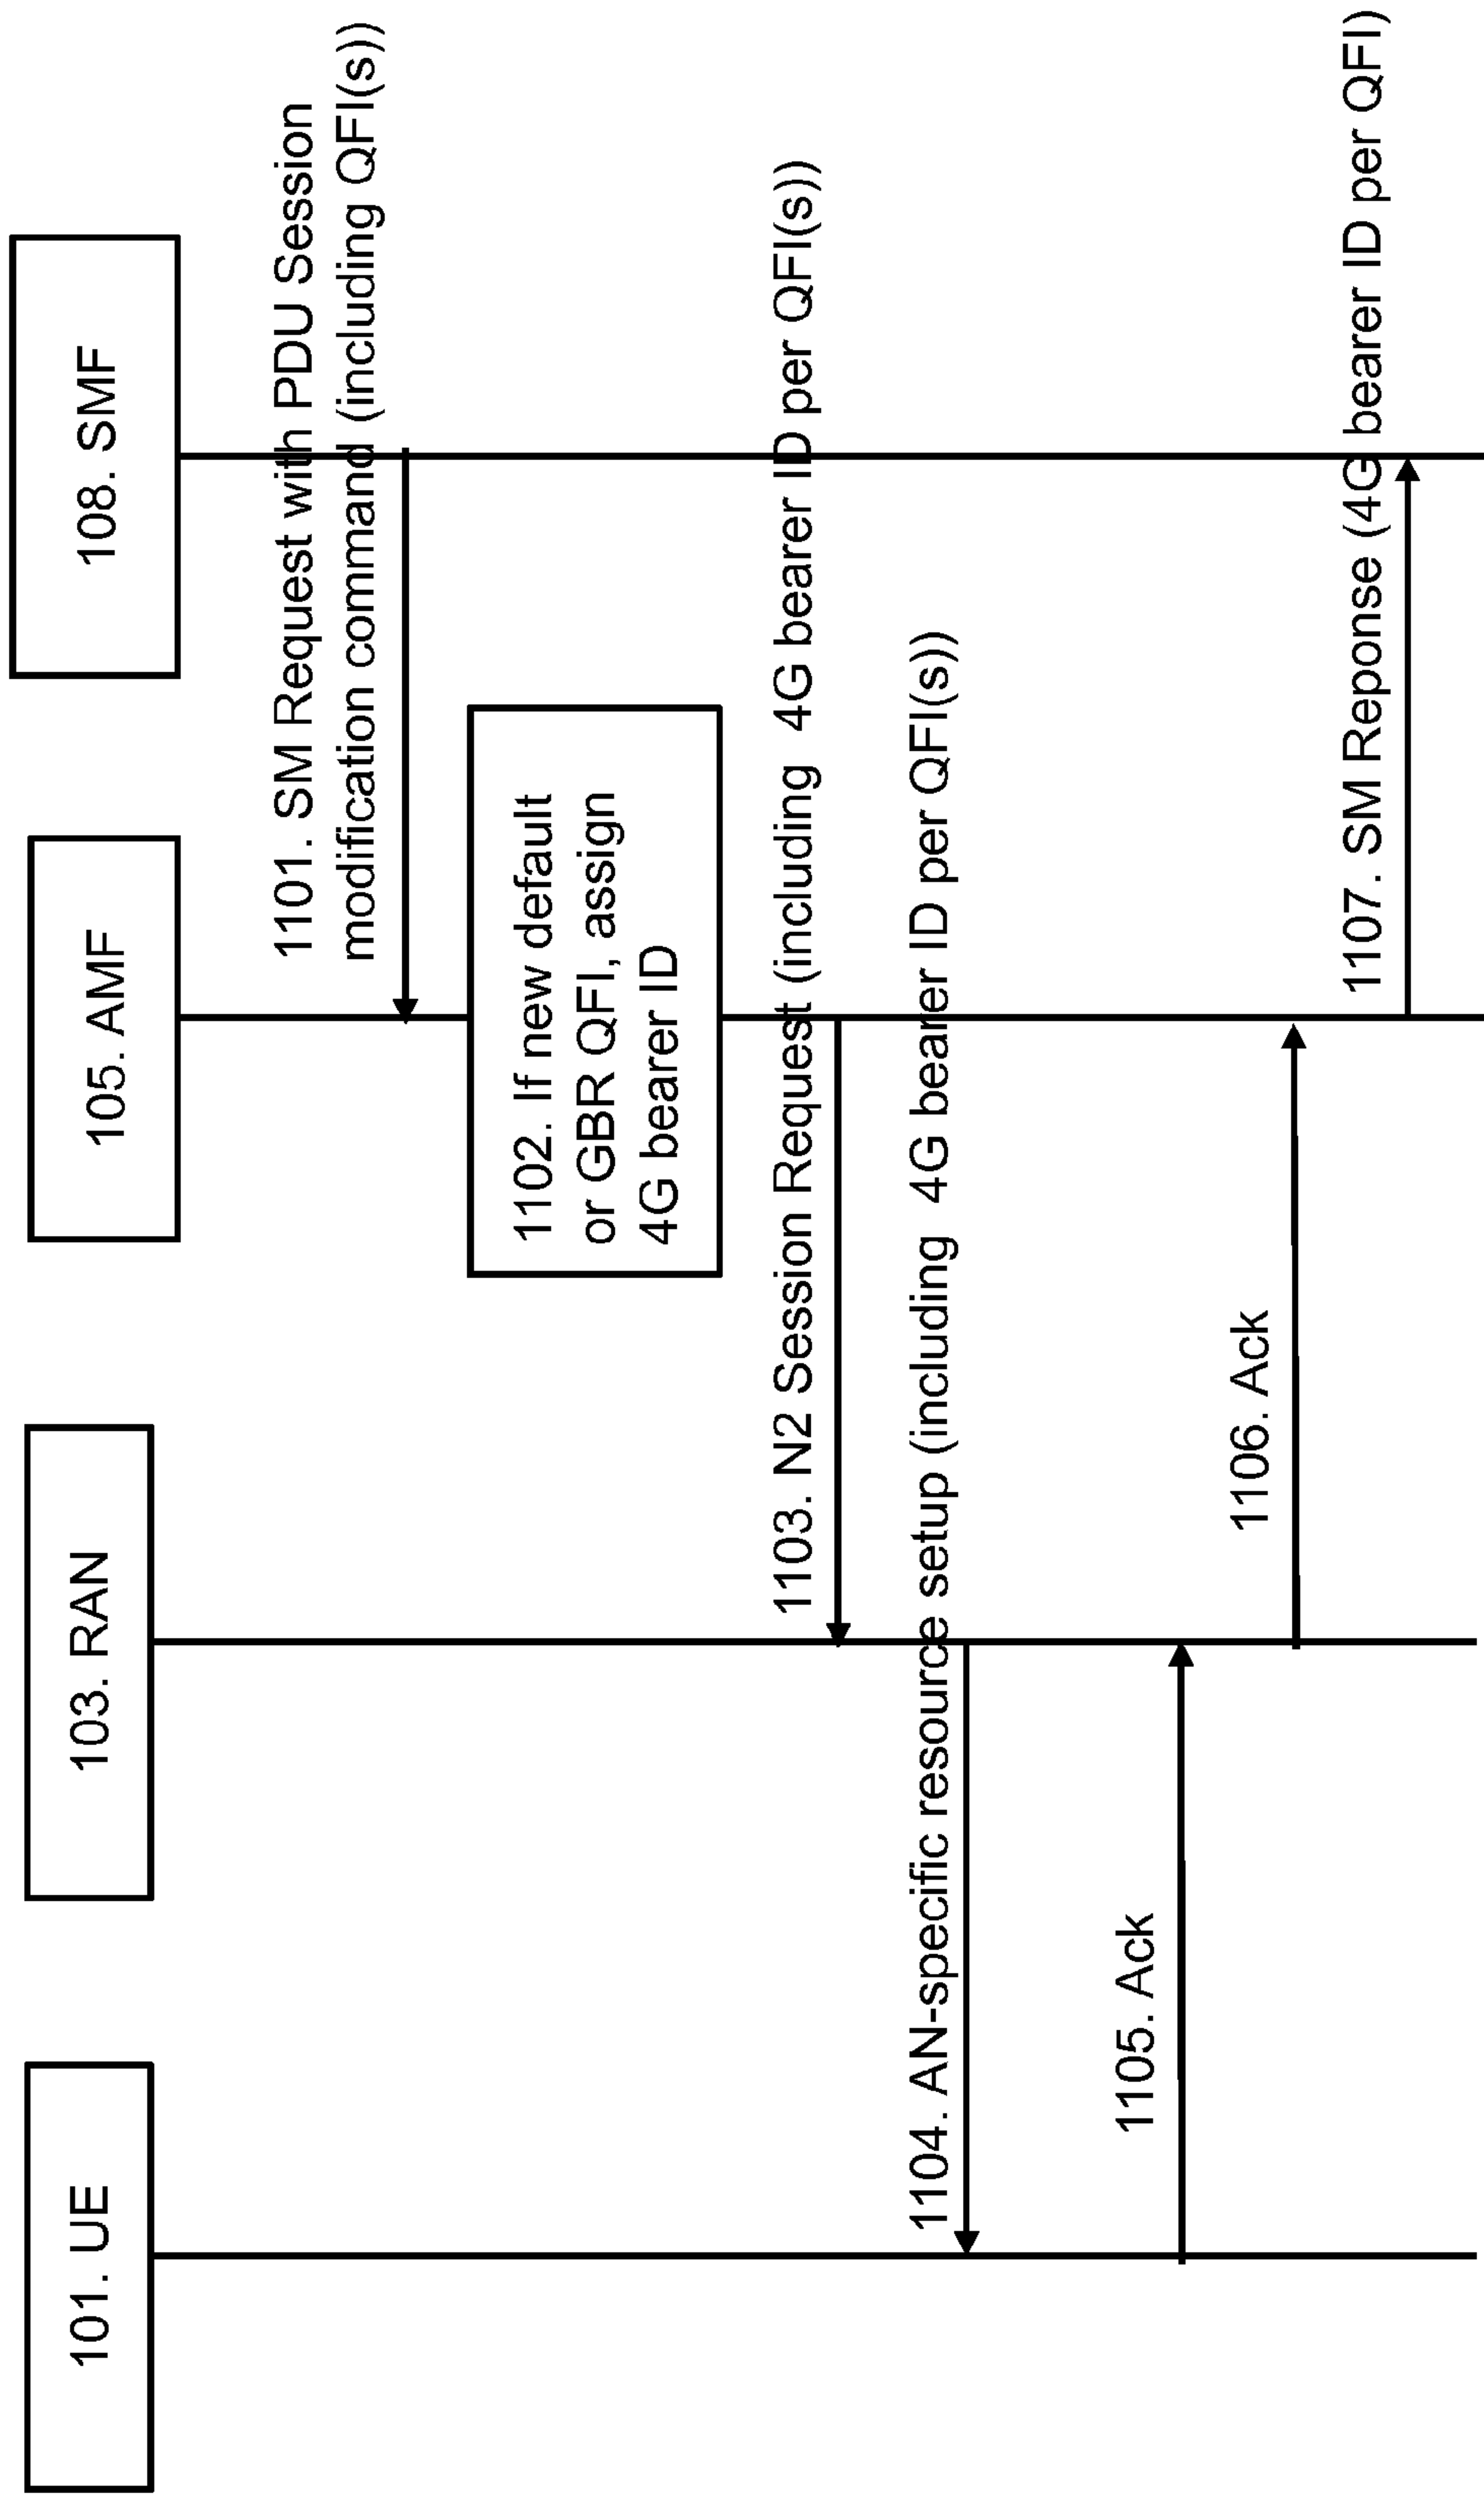 101. UE
103. RAN
105. AMF
108. SMF
1101. SM Request with PDU Session
modification command (including QFI(s))
1102. If new default
or GBR QFI, assign
4G bearer ID
1103. N2 Session Request (including 4G bearer ID per QFI(s))
1104. AN-specific resource setup (including 4G bearer ID per QFI(s))
1105. Ack
1106. Ack
1107. SM Reponse (4G bearer ID per QFI)